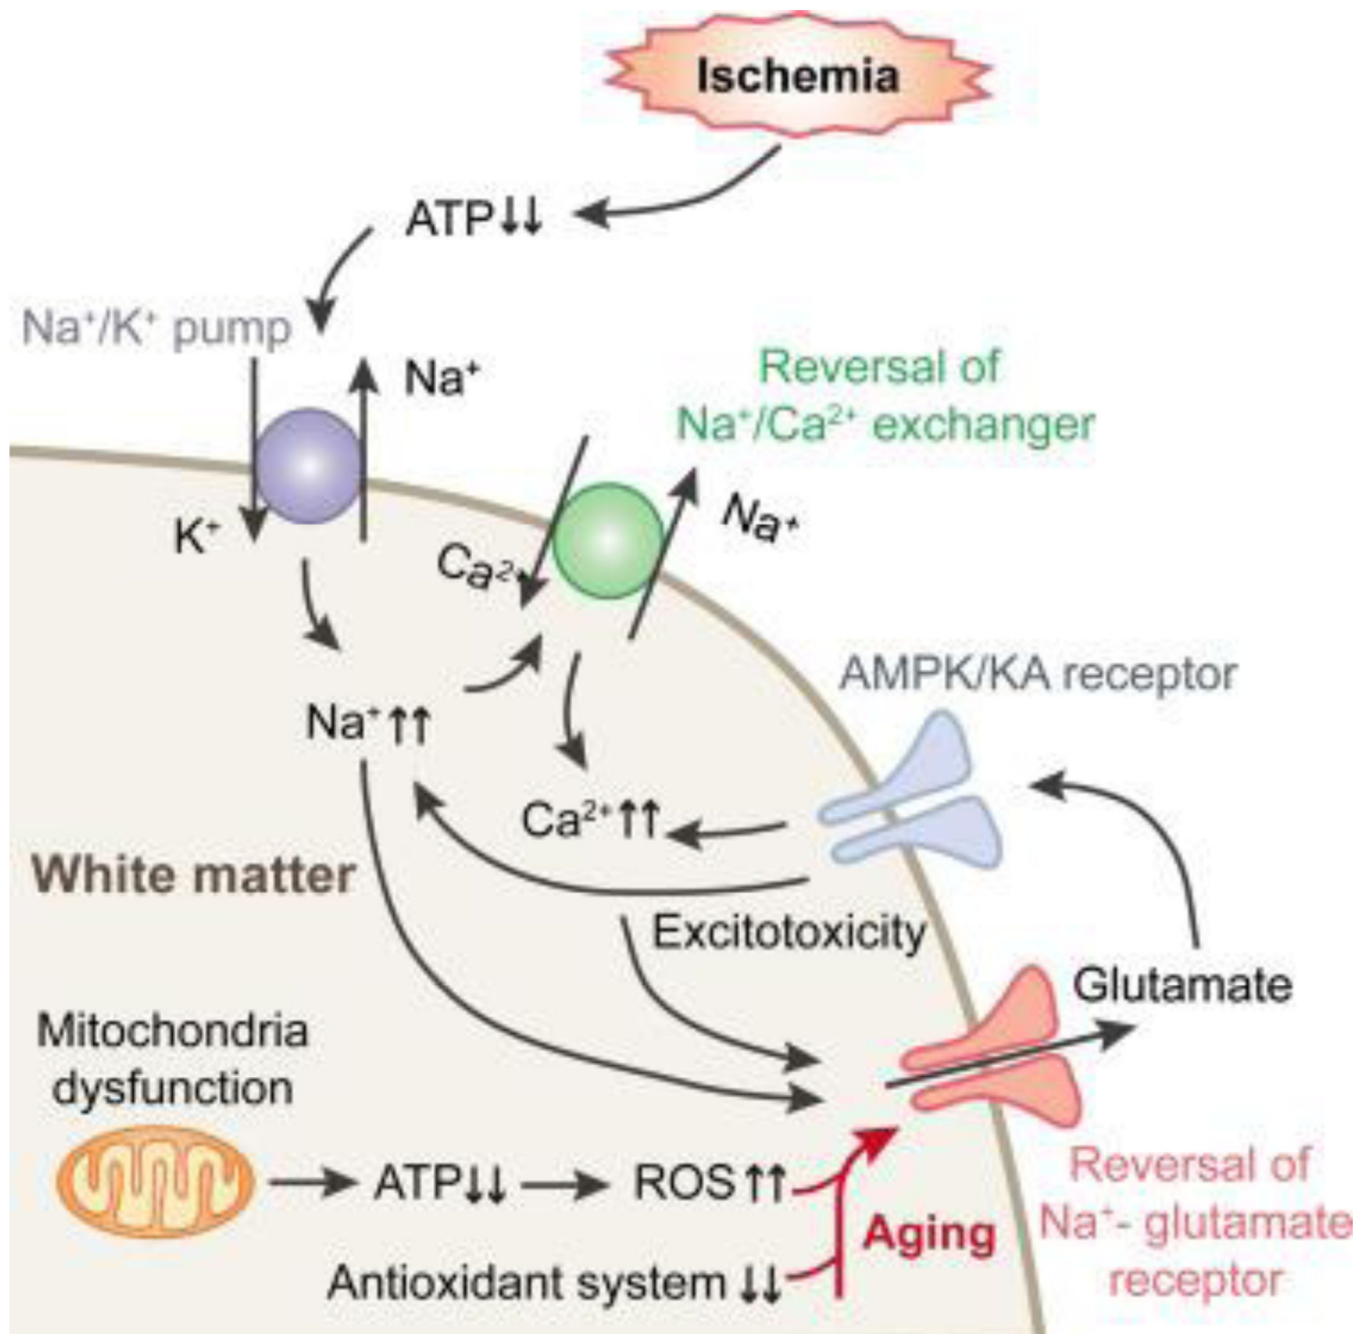 Ischemia
ATP↓↓
Na⁺/K⁺ pump
Na⁺
Reversal of
Na⁺/Ca²⁺ exchanger
Na⁺
K⁺
Ca²⁺
AMPK/KA receptor
Na⁺↑↑
Ca²⁺↑↑
White matter
Excitotoxicity
Glutamate
Mitochondria
dysfunction
ATP↓↓
ROS↑↑
Reversal of
Na⁺- glutamate
receptor
Aging
Antioxidant system ↓↓